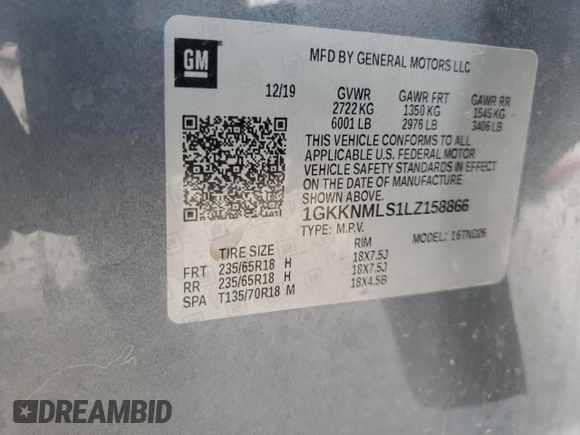 GM
MFD BY GENERAL MOTORS LLC
12/19 GVWR GAWR FRT GAWR RR
2722 KG 1350 KG 1545 KG
6001 LB 2976 LB 3406 LB
THIS VEHICLE CONFORMS TO ALL
APPLICABLE U.S. FEDERAL MOTOR
VEHICLE SAFETY STANDARDS IN EFFECT
ON THE DATE OF MANUFACTURE
SHOWN ABOVE.
1GKKNMLS1LZ158866
TYPE: M.P.V. MODEL: 16TNC26
TIRE SIZE RIM
FRT 235/65R18 H 18X7.5J
RR 235/65R18 H 18X7.5J
SPA T135/70R18 M 18X4.5B
DREAMBID